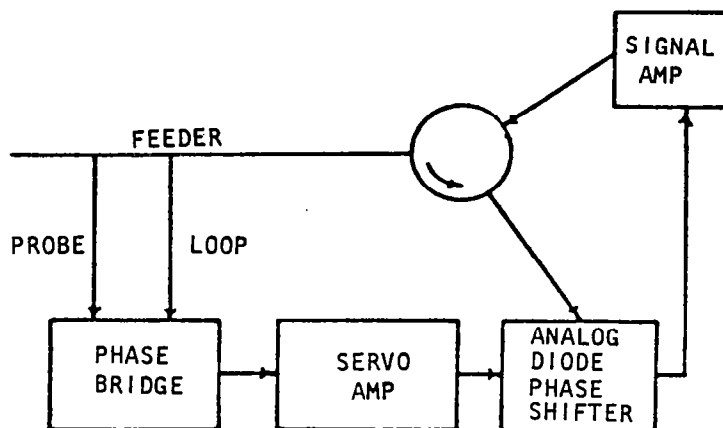 SIGNAL
AMP
FEEDER
PROBE
LOOP
PHASE
BRIDGE
SERVO
AMP
ANALOG
DIODE
PHASE
SHIFTER